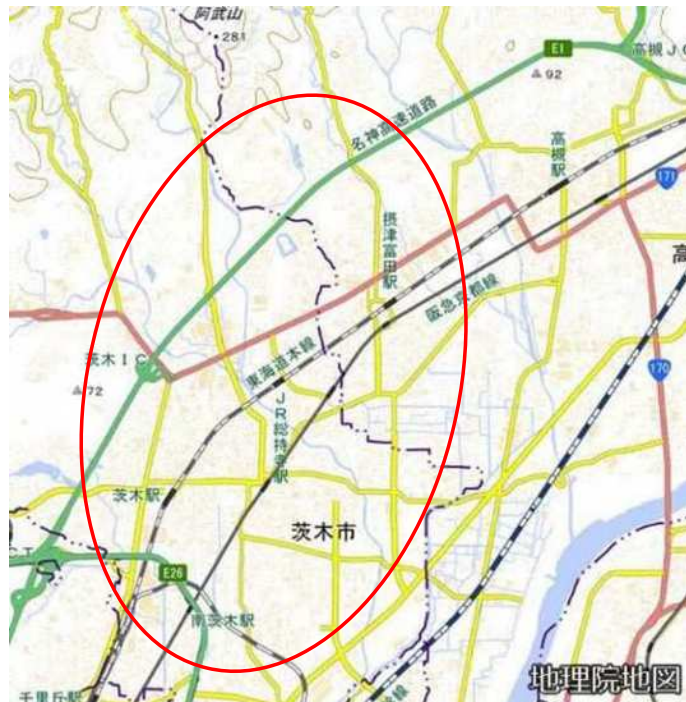 阿武山
281
E1
高槻JC
92
名神高速道路
高槻駅
171
摂津富田駅
高
阪急京都線
茨木IC
東海道本線
72
170
JR総持寺駅
茨木駅
茨木市
CT
E26
南茨木駅
千里丘駅
線
地理院地図